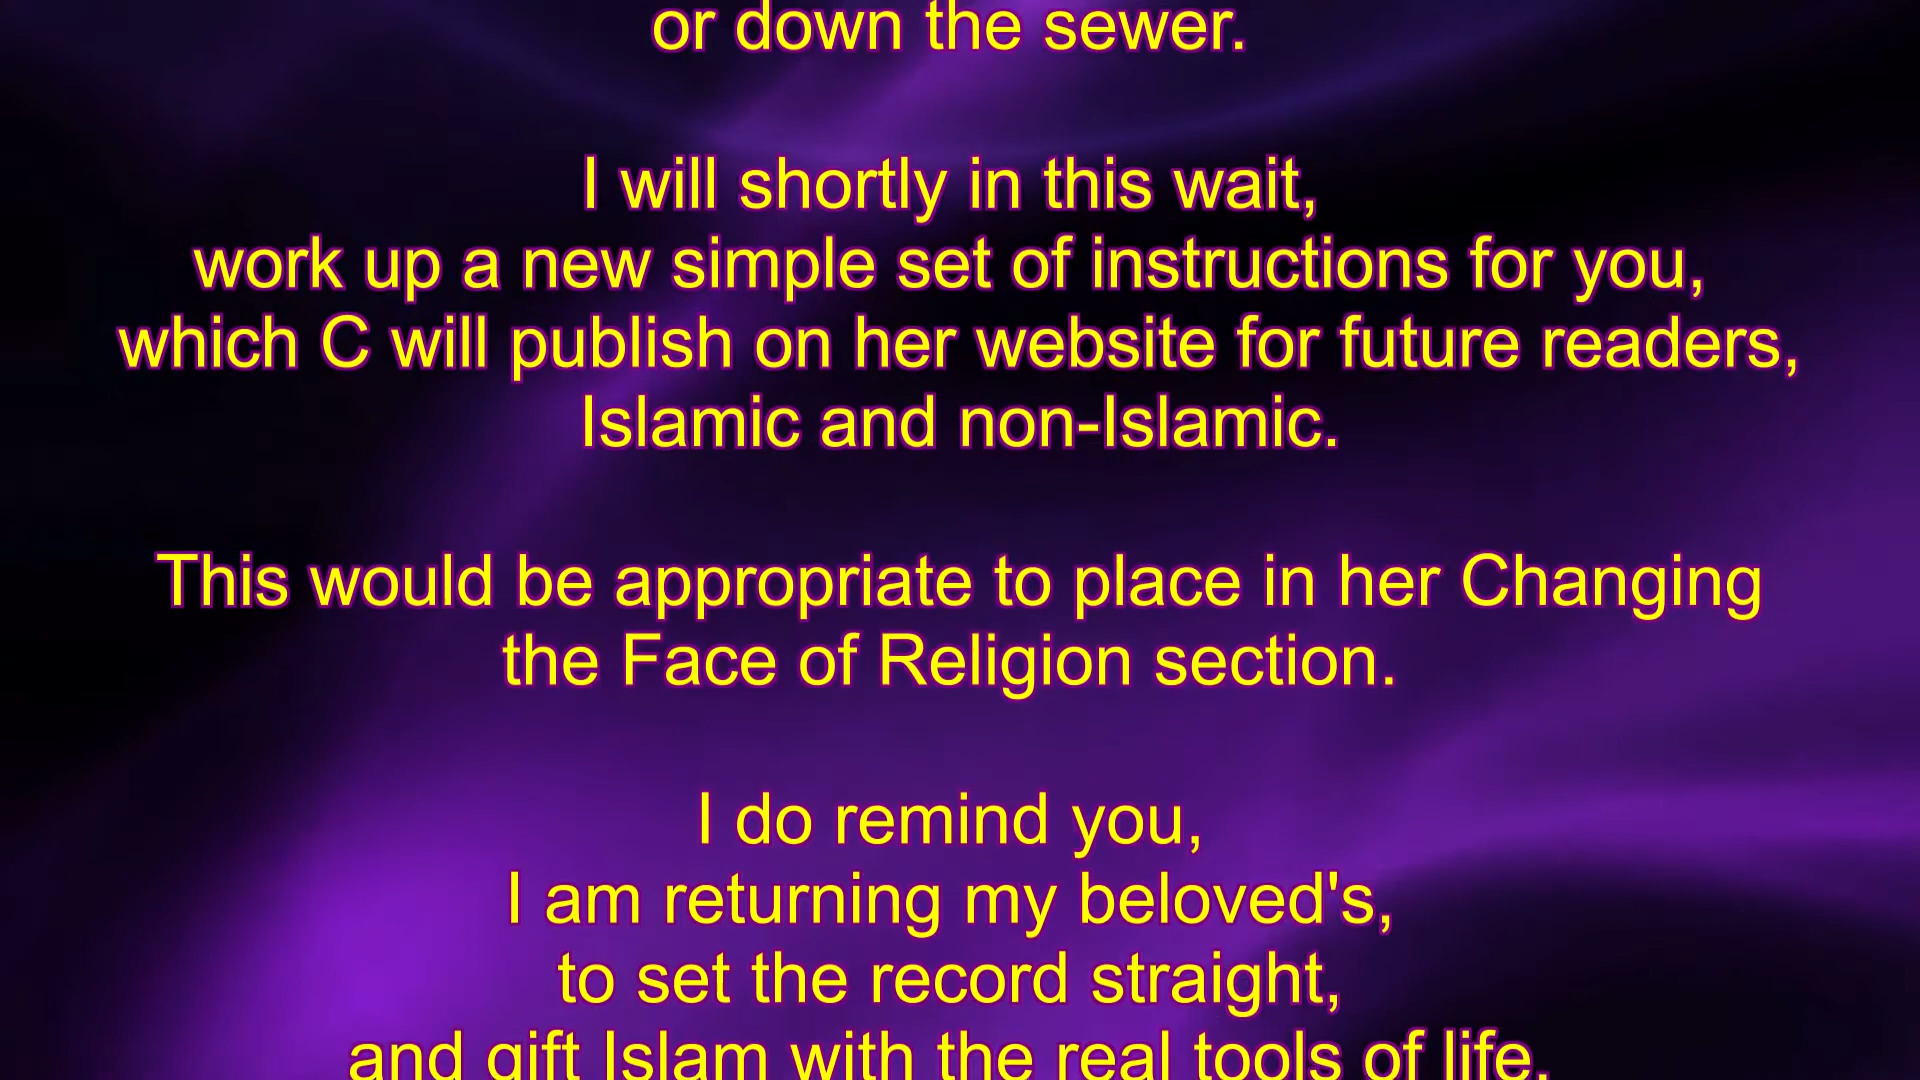 or down the sewer.
I will shortly in this wait,
work up a new simple set of instructions for you,
which C will publish on her website for future readers,
Islamic and non-Islamic.
This would be appropriate to place in her Changing
the Face of Religion section.
I do remind you,
I am returning my beloved's,
to set the record straight,
and gift Islam with the real tools of life.